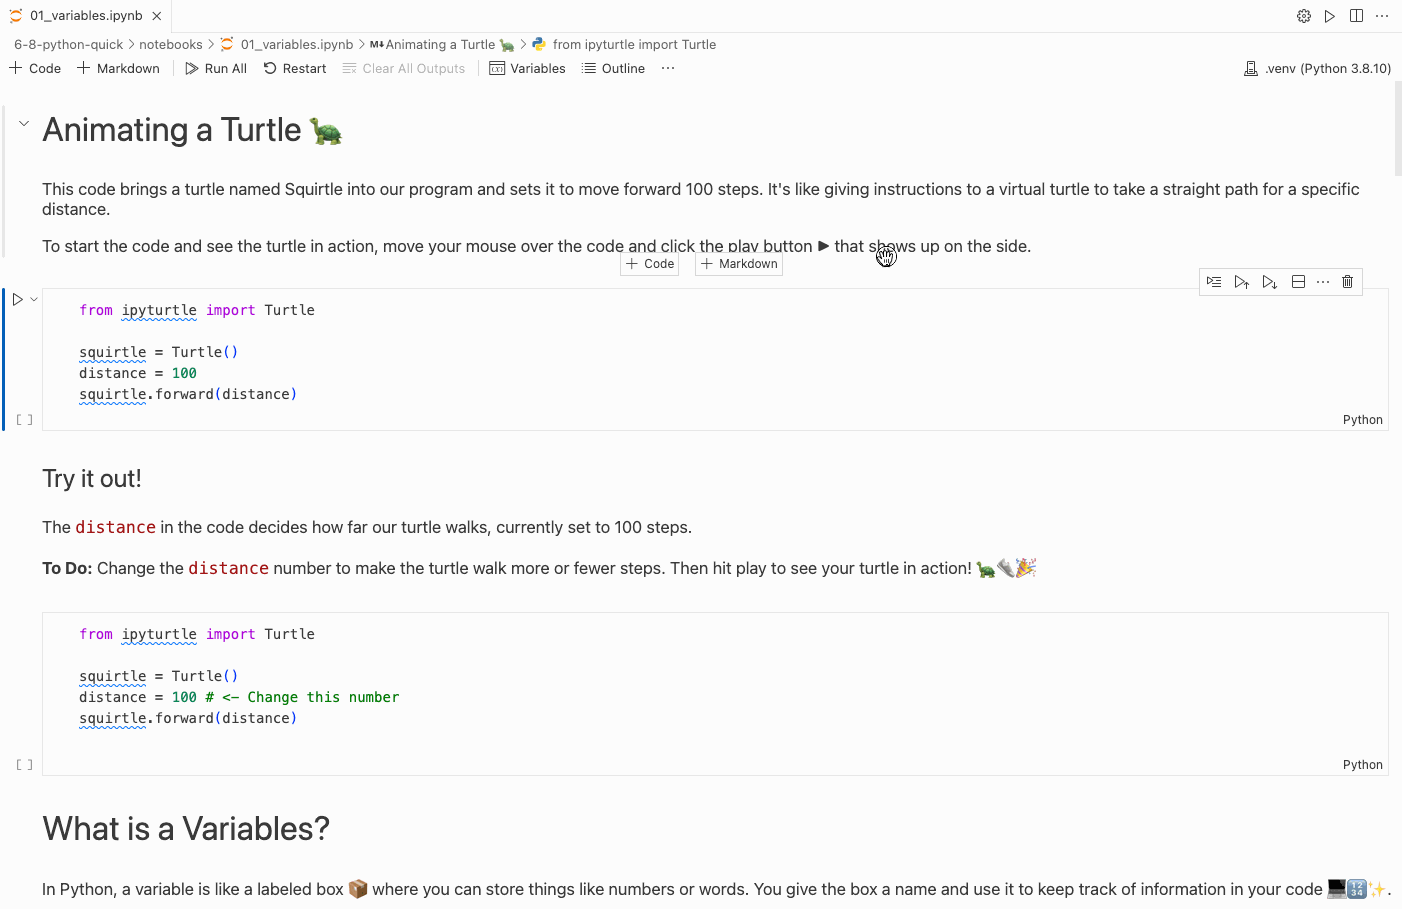 01_variables.ipynb
6-8-python-quick > notebooks > 01_variables.ipynb > M↓Animating a Turtle 🐢 > from ipyturtle import Turtle
+ Code + Markdown Run All Restart Clear All Outputs Variables Outline ... .venv (Python 3.8.10)
Animating a Turtle 🐢
This code brings a turtle named Squirtle into our program and sets it to move forward 100 steps. It's like giving instructions to a virtual turtle to take a straight path for a specific
distance.
To start the code and see the turtle in action, move your mouse over the code and click the play button ▶ that shows up on the side.
+ Code + Markdown
from ipyturtle import Turtle
squirtle = Turtle()
distance = 100
squirtle.forward(distance)
[ ] Python
Try it out!
The distance in the code decides how far our turtle walks, currently set to 100 steps.
To Do: Change the distance number to make the turtle walk more or fewer steps. Then hit play to see your turtle in action! 🐢👟🎉
from ipyturtle import Turtle
squirtle = Turtle()
distance = 100 # <- Change this number
squirtle.forward(distance)
[ ] Python
What is a Variables?
In Python, a variable is like a labeled box 📦 where you can store things like numbers or words. You give the box a name and use it to keep track of information in your code 💻🔢✨.